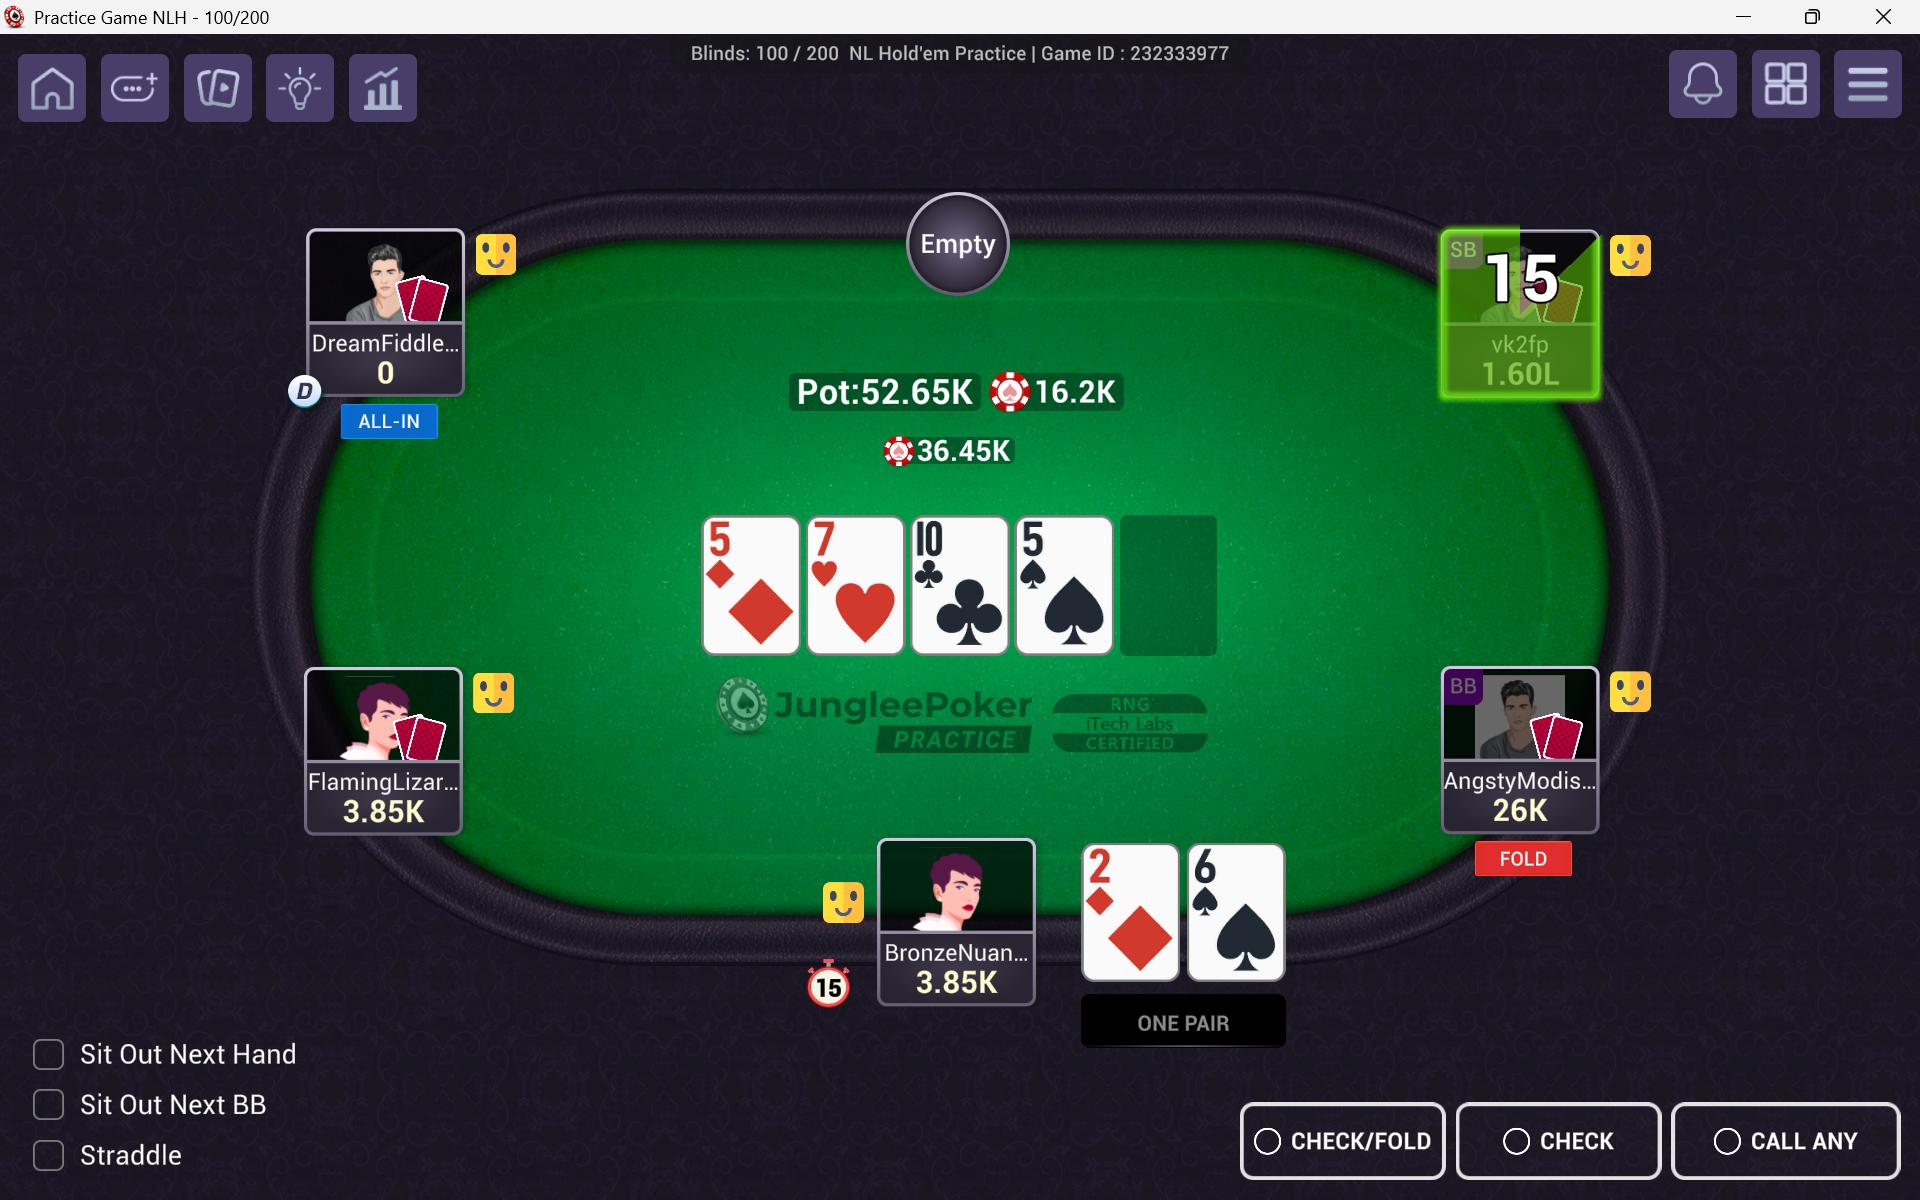 Practice Game NLH - 100/200
Blinds: 100 / 200 NL Hold'em Practice | Game ID : 232333977
Empty
SB
15
vk2fp
1.60L
DreamFiddle...
0
D
ALL-IN
Pot:52.65K
16.2K
36.45K
5
7
10
5
JungleePoker
PRACTICE
RNG
iTech Labs
CERTIFIED
FlamingLizar...
3.85K
BB
AngstyModis...
26K
FOLD
BronzeNuan...
3.85K
15
2
6
ONE PAIR
Sit Out Next Hand
Sit Out Next BB
Straddle
CHECK/FOLD
CHECK
CALL ANY